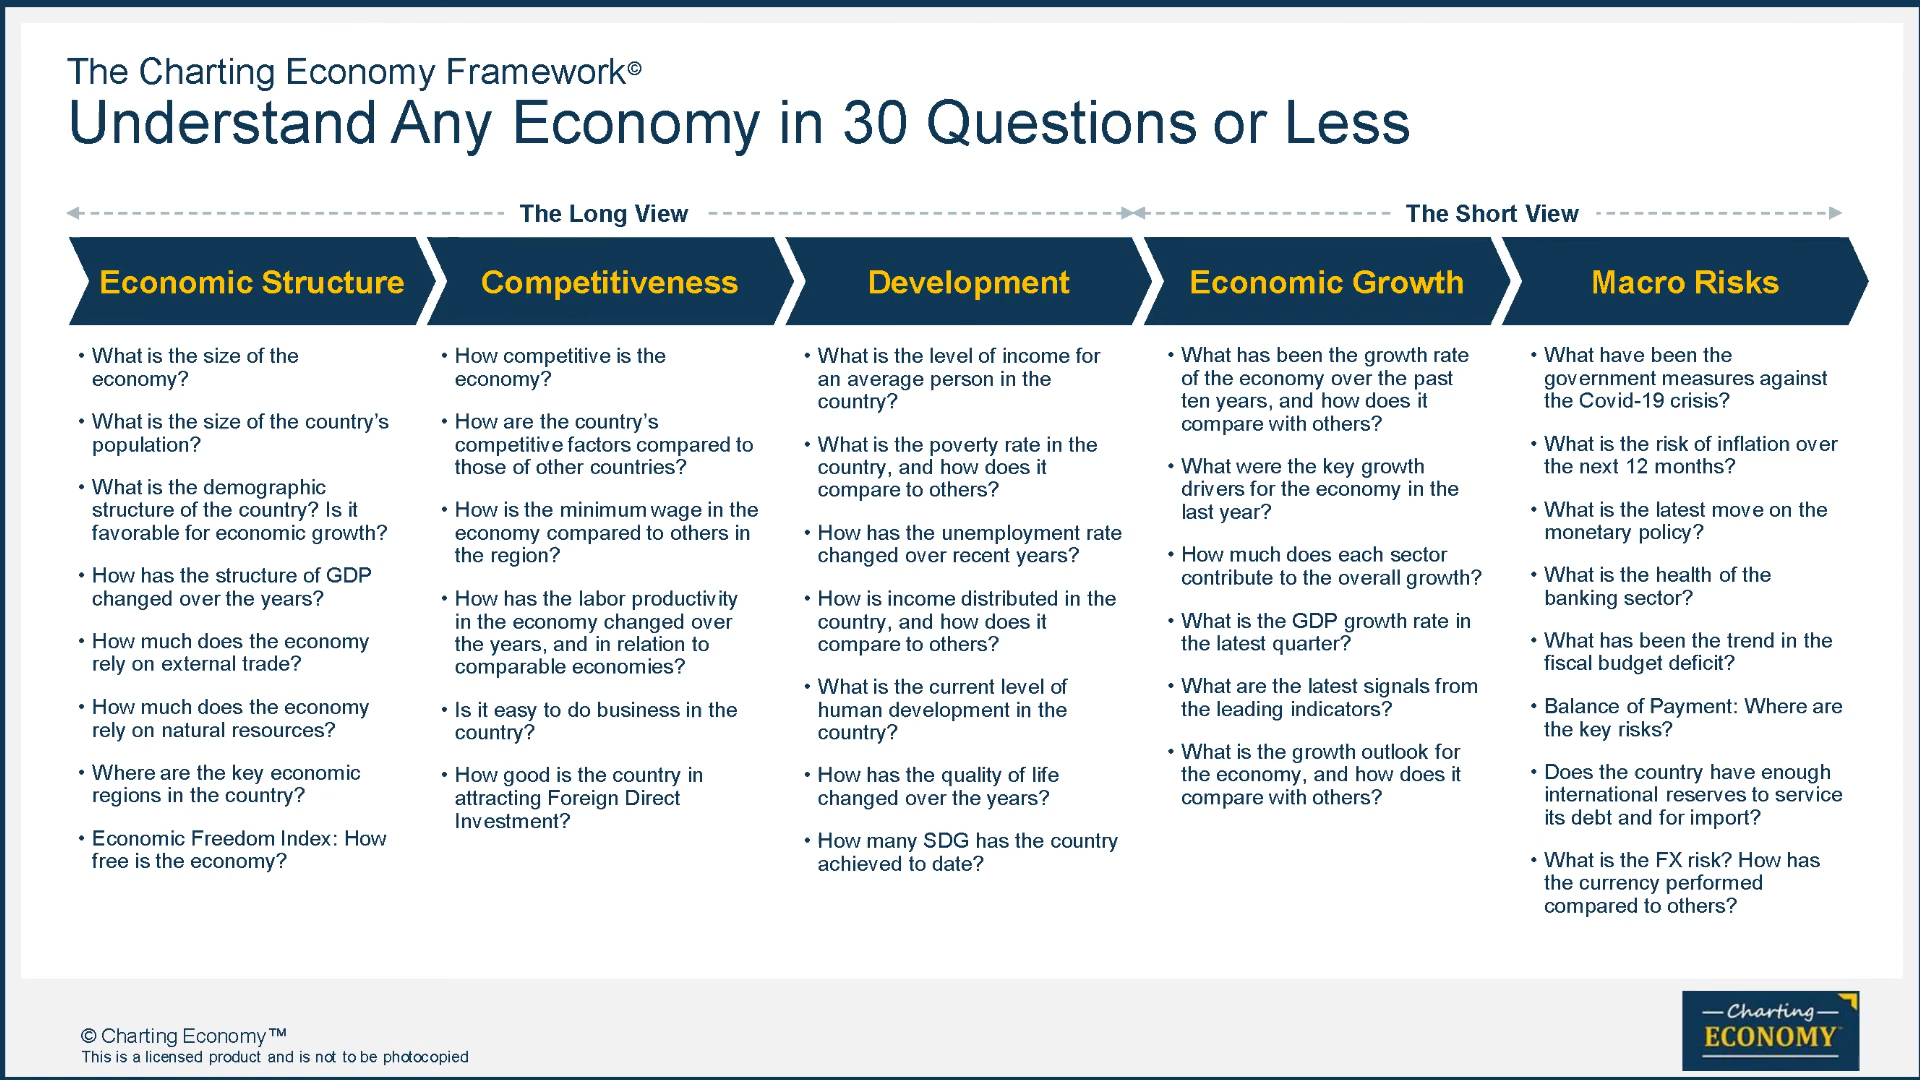 The Charting Economy Framework©
Understand Any Economy in 30 Questions or Less
The Long View
The Short View
Economic Structure
Competitiveness
Development
Economic Growth
Macro Risks
• What is the size of the
economy?
• What is the size of the country’s
population?
• What is the demographic
structure of the country? Is it
favorable for economic growth?
• How has the structure of GDP
changed over the years?
• How much does the economy
rely on external trade?
• How much does the economy
rely on natural resources?
• Where are the key economic
regions in the country?
• Economic Freedom Index: How
free is the economy?
• How competitive is the
economy?
• How are the country’s
competitive factors compared to
those of other countries?
• How is the minimum wage in the
economy compared to others in
the region?
• How has the labor productivity
in the economy changed over
the years, and in relation to
comparable economies?
• Is it easy to do business in the
country?
• How good is the country in
attracting Foreign Direct
Investment?
• What is the level of income for
an average person in the
country?
• What is the poverty rate in the
country, and how does it
compare to others?
• How has the unemployment rate
changed over recent years?
• How is income distributed in the
country, and how does it
compare to others?
• What is the current level of
human development in the
country?
• How has the quality of life
changed over the years?
• How many SDG has the country
achieved to date?
• What has been the growth rate
of the economy over the past
ten years, and how does it
compare with others?
• What were the key growth
drivers for the economy in the
last year?
• How much does each sector
contribute to the overall growth?
• What is the GDP growth rate in
the latest quarter?
• What are the latest signals from
the leading indicators?
• What is the growth outlook for
the economy, and how does it
compare with others?
• What have been the
government measures against
the Covid-19 crisis?
• What is the risk of inflation over
the next 12 months?
• What is the latest move on the
monetary policy?
• What is the health of the
banking sector?
• What has been the trend in the
fiscal budget deficit?
• Balance of Payment: Where are
the key risks?
• Does the country have enough
international reserves to service
its debt and for import?
• What is the FX risk? How has
the currency performed
compared to others?
© Charting Economy™
This is a licensed product and is not to be photocopied
Charting
ECONOMY